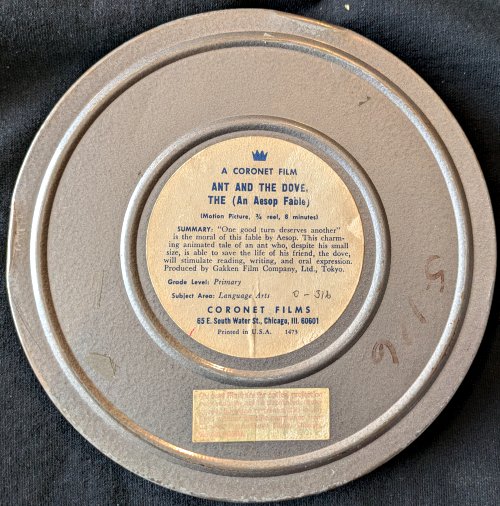 A CORONET FILM
ANT AND THE DOVE,
THE (An Aesop Fable)
(Motion Picture, ¾ reel, 8 minutes)
SUMMARY: "One good turn deserves another"
is the moral of this fable by Aesop. This charm-
ing animated tale of an ant who, despite his small
size, is able to save the life of his friend, the dove,
will stimulate reading, writing, and oral expression.
Produced by Gakken Film Company, Ltd., Tokyo.
Grade Level: Primary
Subject Area: Language Arts
CORONET FILMS
65 E. South Water St., Chicago, Ill. 60601
Printed in U.S.A. 1473